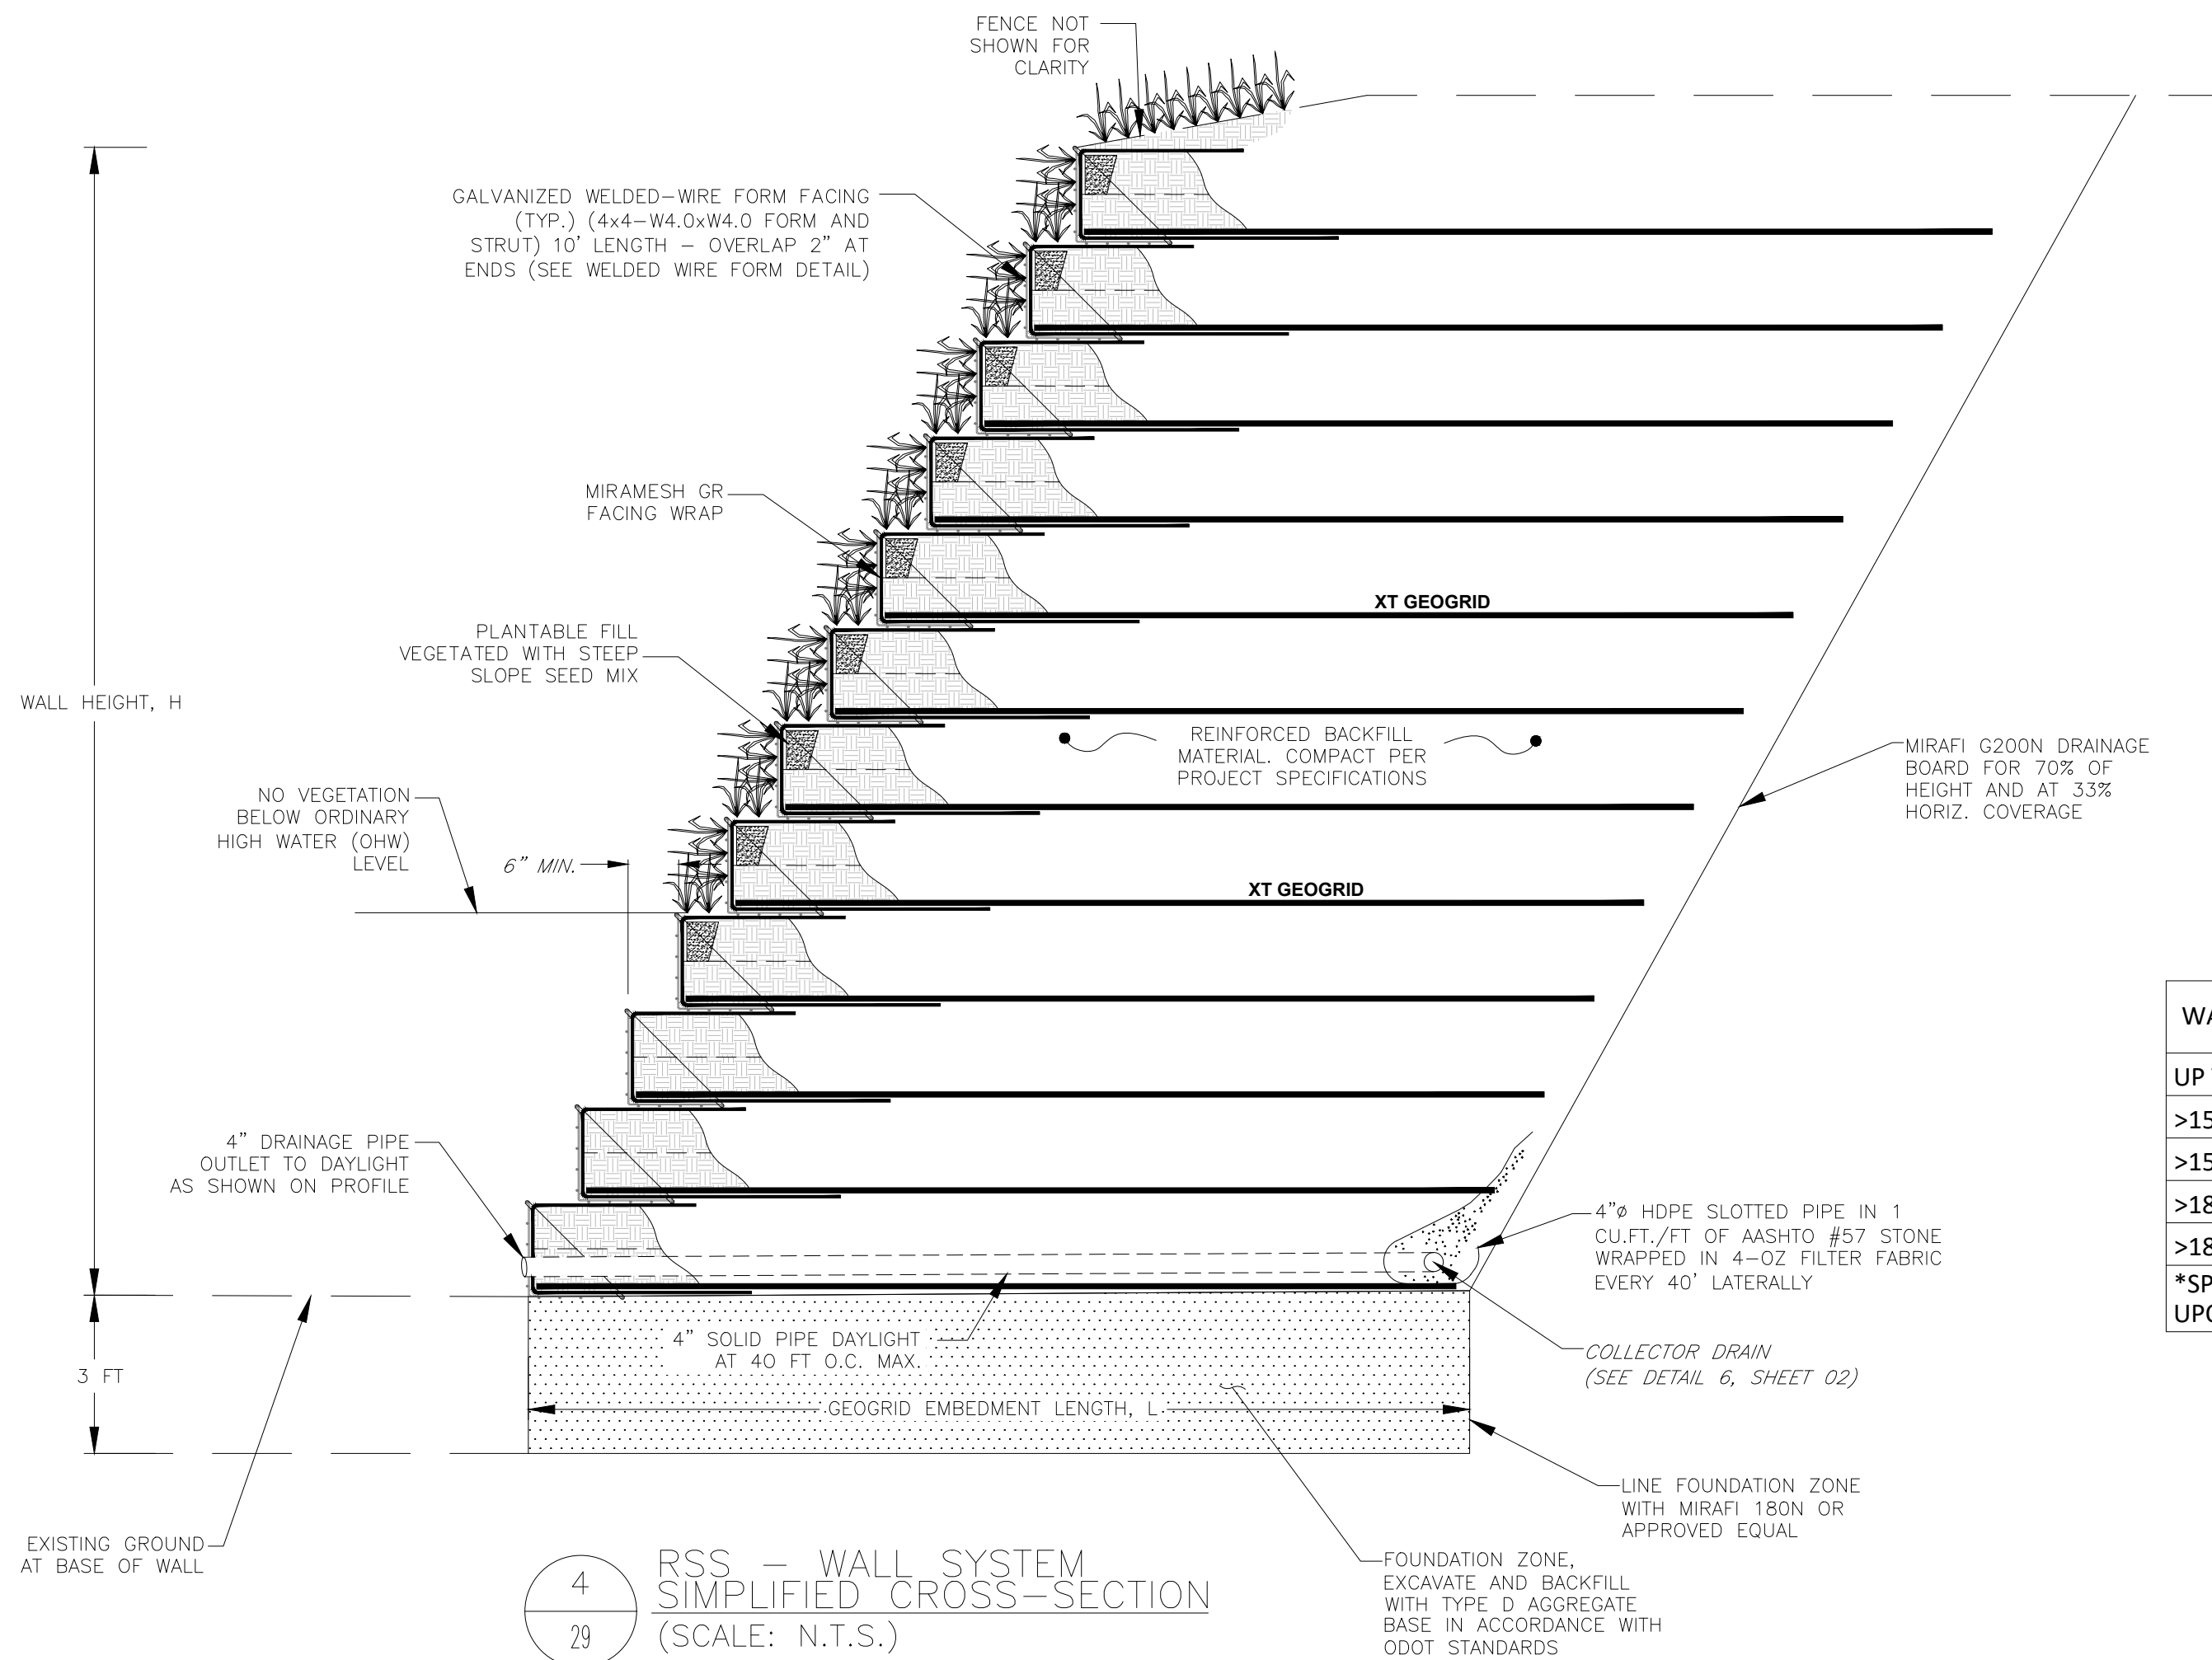 FENCE NOT
SHOWN FOR
CLARITY
GALVANIZED WELDED-WIRE FORM FACING
(TYP.) (4x4-W4.0xW4.0 FORM AND
STRUT) 10' LENGTH - OVERLAP 2" AT
ENDS (SEE WELDED WIRE FORM DETAIL)
MIRAMESH GR
FACING WRAP
XT GEOGRID
PLANTABLE FILL
VEGETATED WITH STEEP
SLOPE SEED MIX
WALL HEIGHT, H
REINFORCED BACKFILL
MATERIAL. COMPACT PER
PROJECT SPECIFICATIONS
MIRAFI G200N DRAINAGE
BOARD FOR 70% OF
HEIGHT AND AT 33%
HORIZ. COVERAGE
NO VEGETATION
BELOW ORDINARY
HIGH WATER (OHW)
LEVEL
6" MIN.
XT GEOGRID
WA
UP
>15
>15
>18
>18
*SP
UPO
4" DRAINAGE PIPE
OUTLET TO DAYLIGHT
AS SHOWN ON PROFILE
4"ø HDPE SLOTTED PIPE IN 1
CU.FT./FT OF AASHTO #57 STONE
WRAPPED IN 4-OZ FILTER FABRIC
EVERY 40' LATERALLY
4" SOLID PIPE DAYLIGHT
AT 40 FT O.C. MAX.
COLLECTOR DRAIN
(SEE DETAIL 6, SHEET 02)
3 FT
GEOGRID EMBEDMENT LENGTH, L
LINE FOUNDATION ZONE
WITH MIRAFI 180N OR
APPROVED EQUAL
EXISTING GROUND
AT BASE OF WALL
FOUNDATION ZONE,
EXCAVATE AND BACKFILL
WITH TYPE D AGGREGATE
BASE IN ACCORDANCE WITH
ODOT STANDARDS
4
29
RSS - WALL SYSTEM
SIMPLIFIED CROSS-SECTION
(SCALE: N.T.S.)